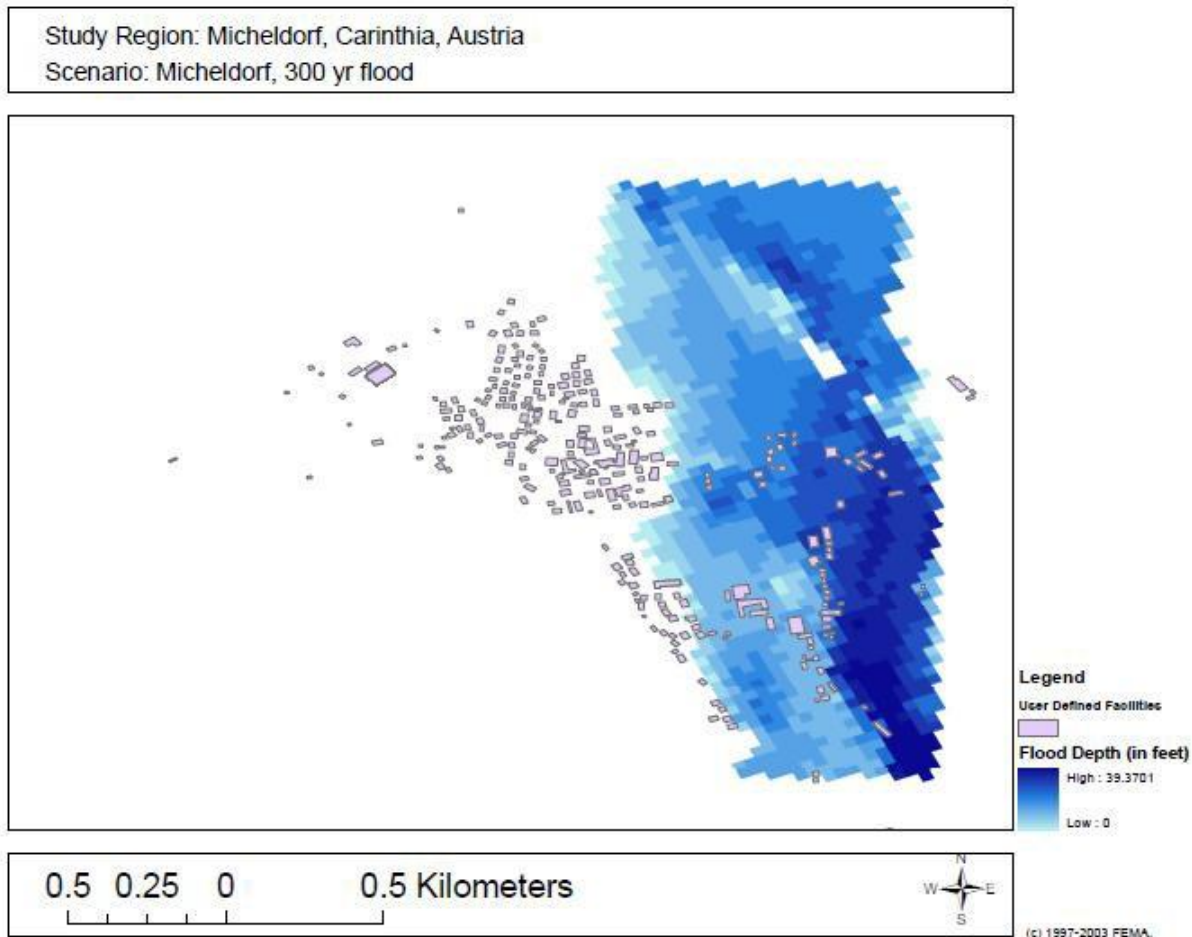 Study Region: Micheldorf, Carinthia, Austria
Scenario: Micheldorf, 300 yr flood
Legend
User Defined Facilities
Flood Depth (in feet)
High : 39.3701
Low : 0
0.5 0.25 0 0.5 Kilometers
N
W E
S
(c) 1997-2003 FEMA.